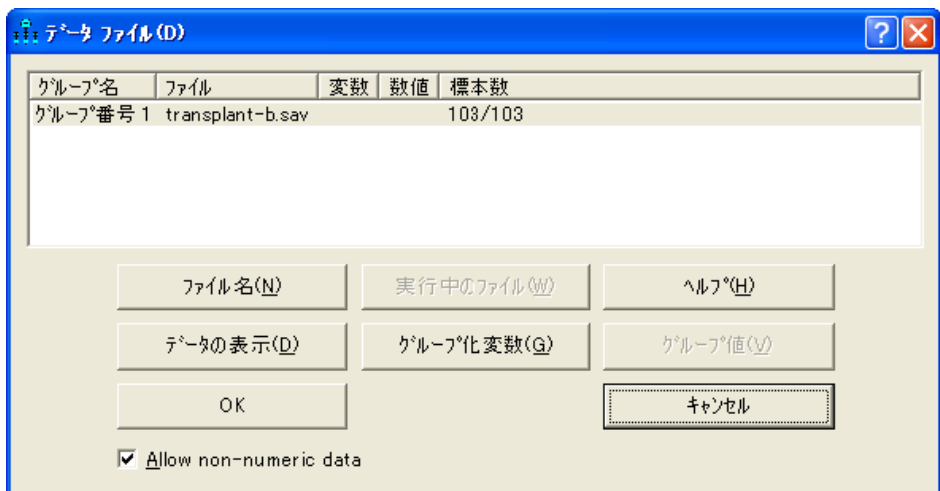 データ ファイル(D)
グループ名 ファイル 変数 数値 標本数
グループ番号 1 transplant-b.sav 103/103
ファイル名(N) 実行中のファイル(W) ヘルプ(H)
データの表示(D) グループ化変数(G) グループ値(V)
OK キャンセル
Allow non-numeric data